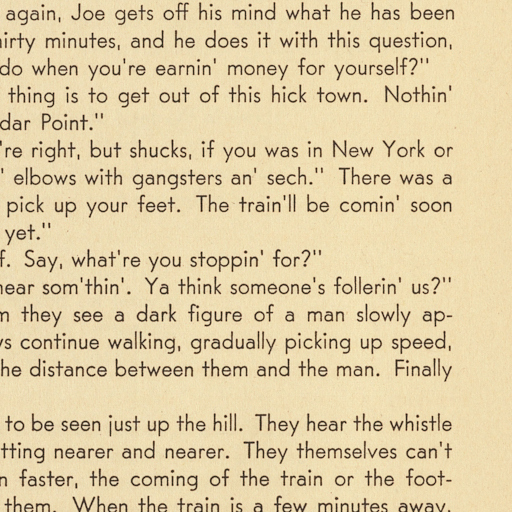 again, Joe gets off his mind what he has been
hirty minutes, and he does it with this question,
do when you're earnin' money for yourself?"
thing is to get out of this hick town. Nothin'
dar Point."
're right, but shucks, if you was in New York or
' elbows with gangsters an' sech." There was a
pick up your feet. The train'll be comin' soon
yet."
f. Say, what're you stoppin' for?"
hear som'thin'. Ya think someone's follerin' us?"
m they see a dark figure of a man slowly ap-
ys continue walking, gradually picking up speed,
he distance between them and the man. Finally
to be seen just up the hill. They hear the whistle
tting nearer and nearer. They themselves can't
n faster, the coming of the train or the foot-
them. When the train is a few minutes away,